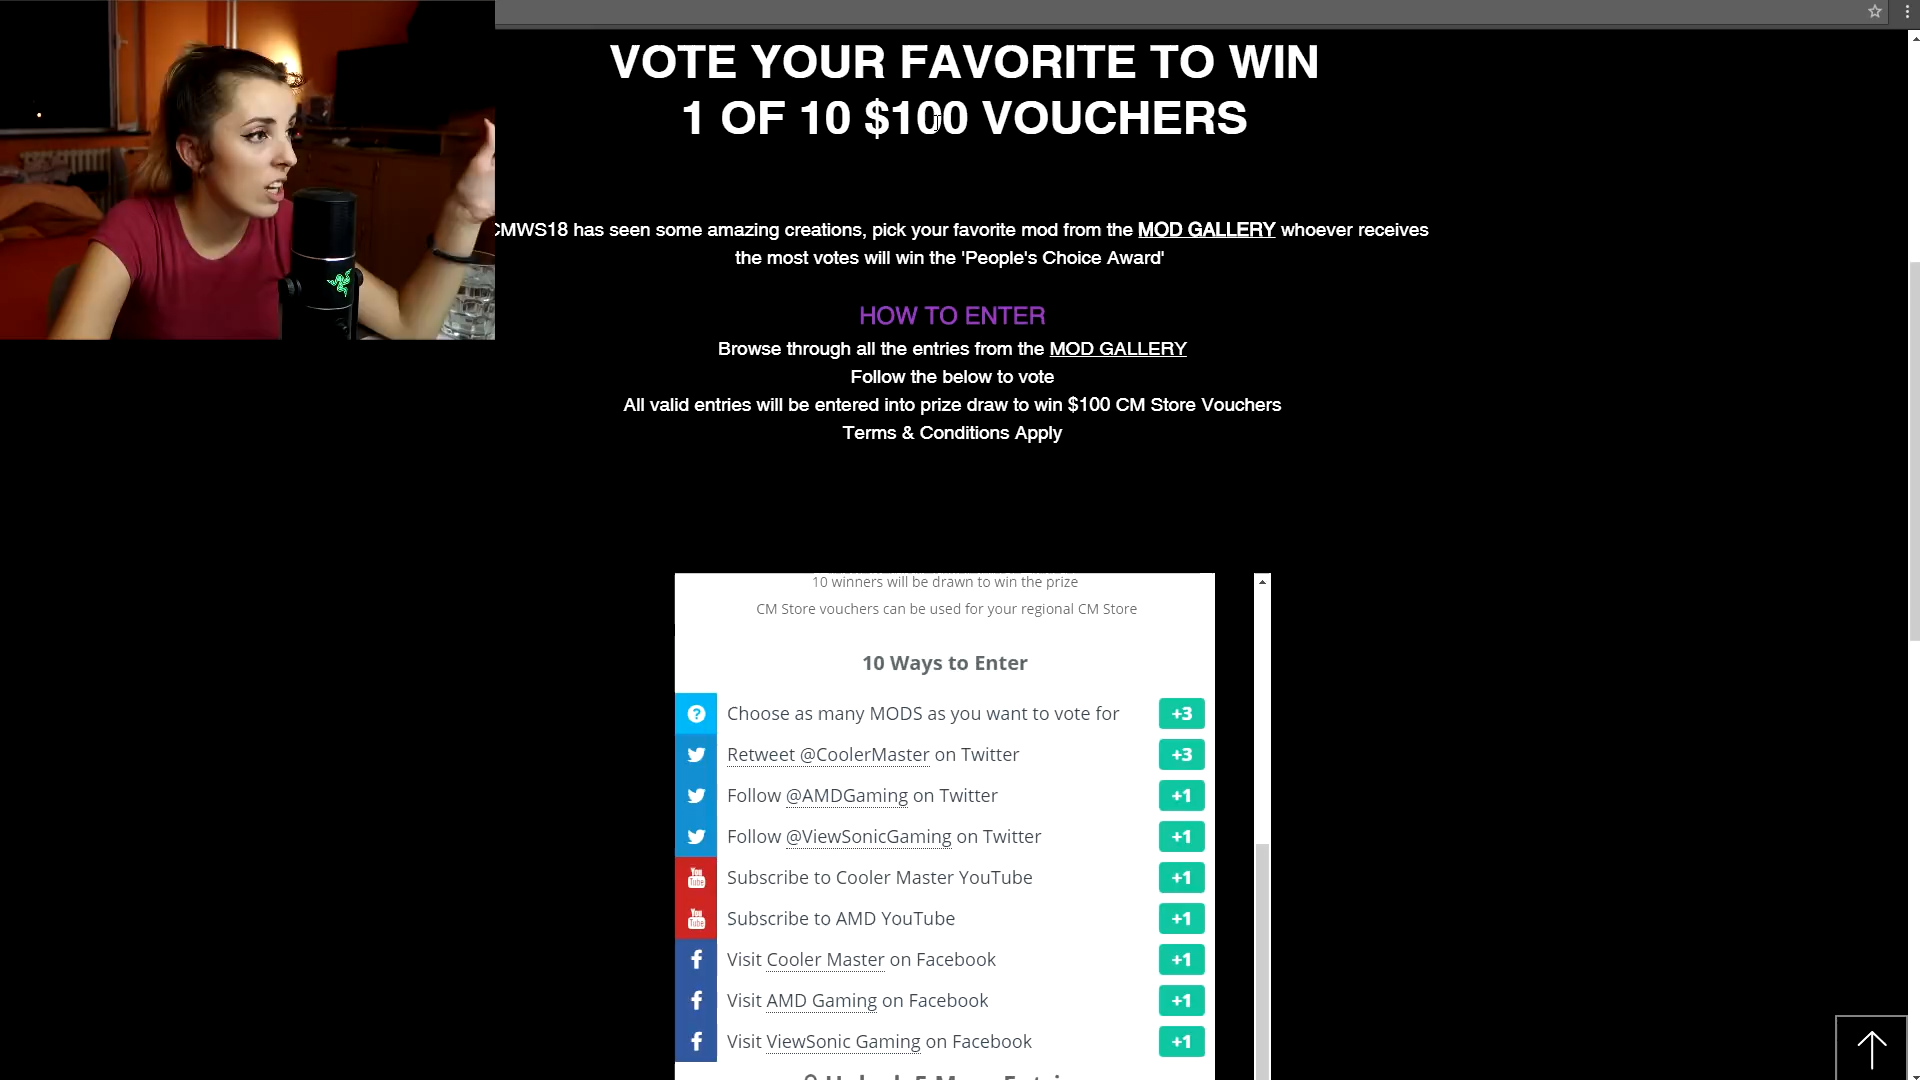 VOTE YOUR FAVORITE TO WIN
1 OF 10 $100 VOUCHERS
CMWS18 has seen some amazing creations, pick your favorite mod from the MOD GALLERY whoever receives
the most votes will win the 'People's Choice Award'
HOW TO ENTER
Browse through all the entries from the MOD GALLERY
Follow the below to vote
All valid entries will be entered into prize draw to win $100 CM Store Vouchers
Terms & Conditions Apply
10 winners will be drawn to win the prize
CM Store vouchers can be used for your regional CM Store
10 Ways to Enter
Choose as many MODS as you want to vote for +3
Retweet @CoolerMaster on Twitter +3
Follow @AMDGaming on Twitter +1
Follow @ViewSonicGaming on Twitter +1
You Tube Subscribe to Cooler Master YouTube +1
You Tube Subscribe to AMD YouTube +1
Visit Cooler Master on Facebook +1
Visit AMD Gaming on Facebook +1
Visit ViewSonic Gaming on Facebook +1